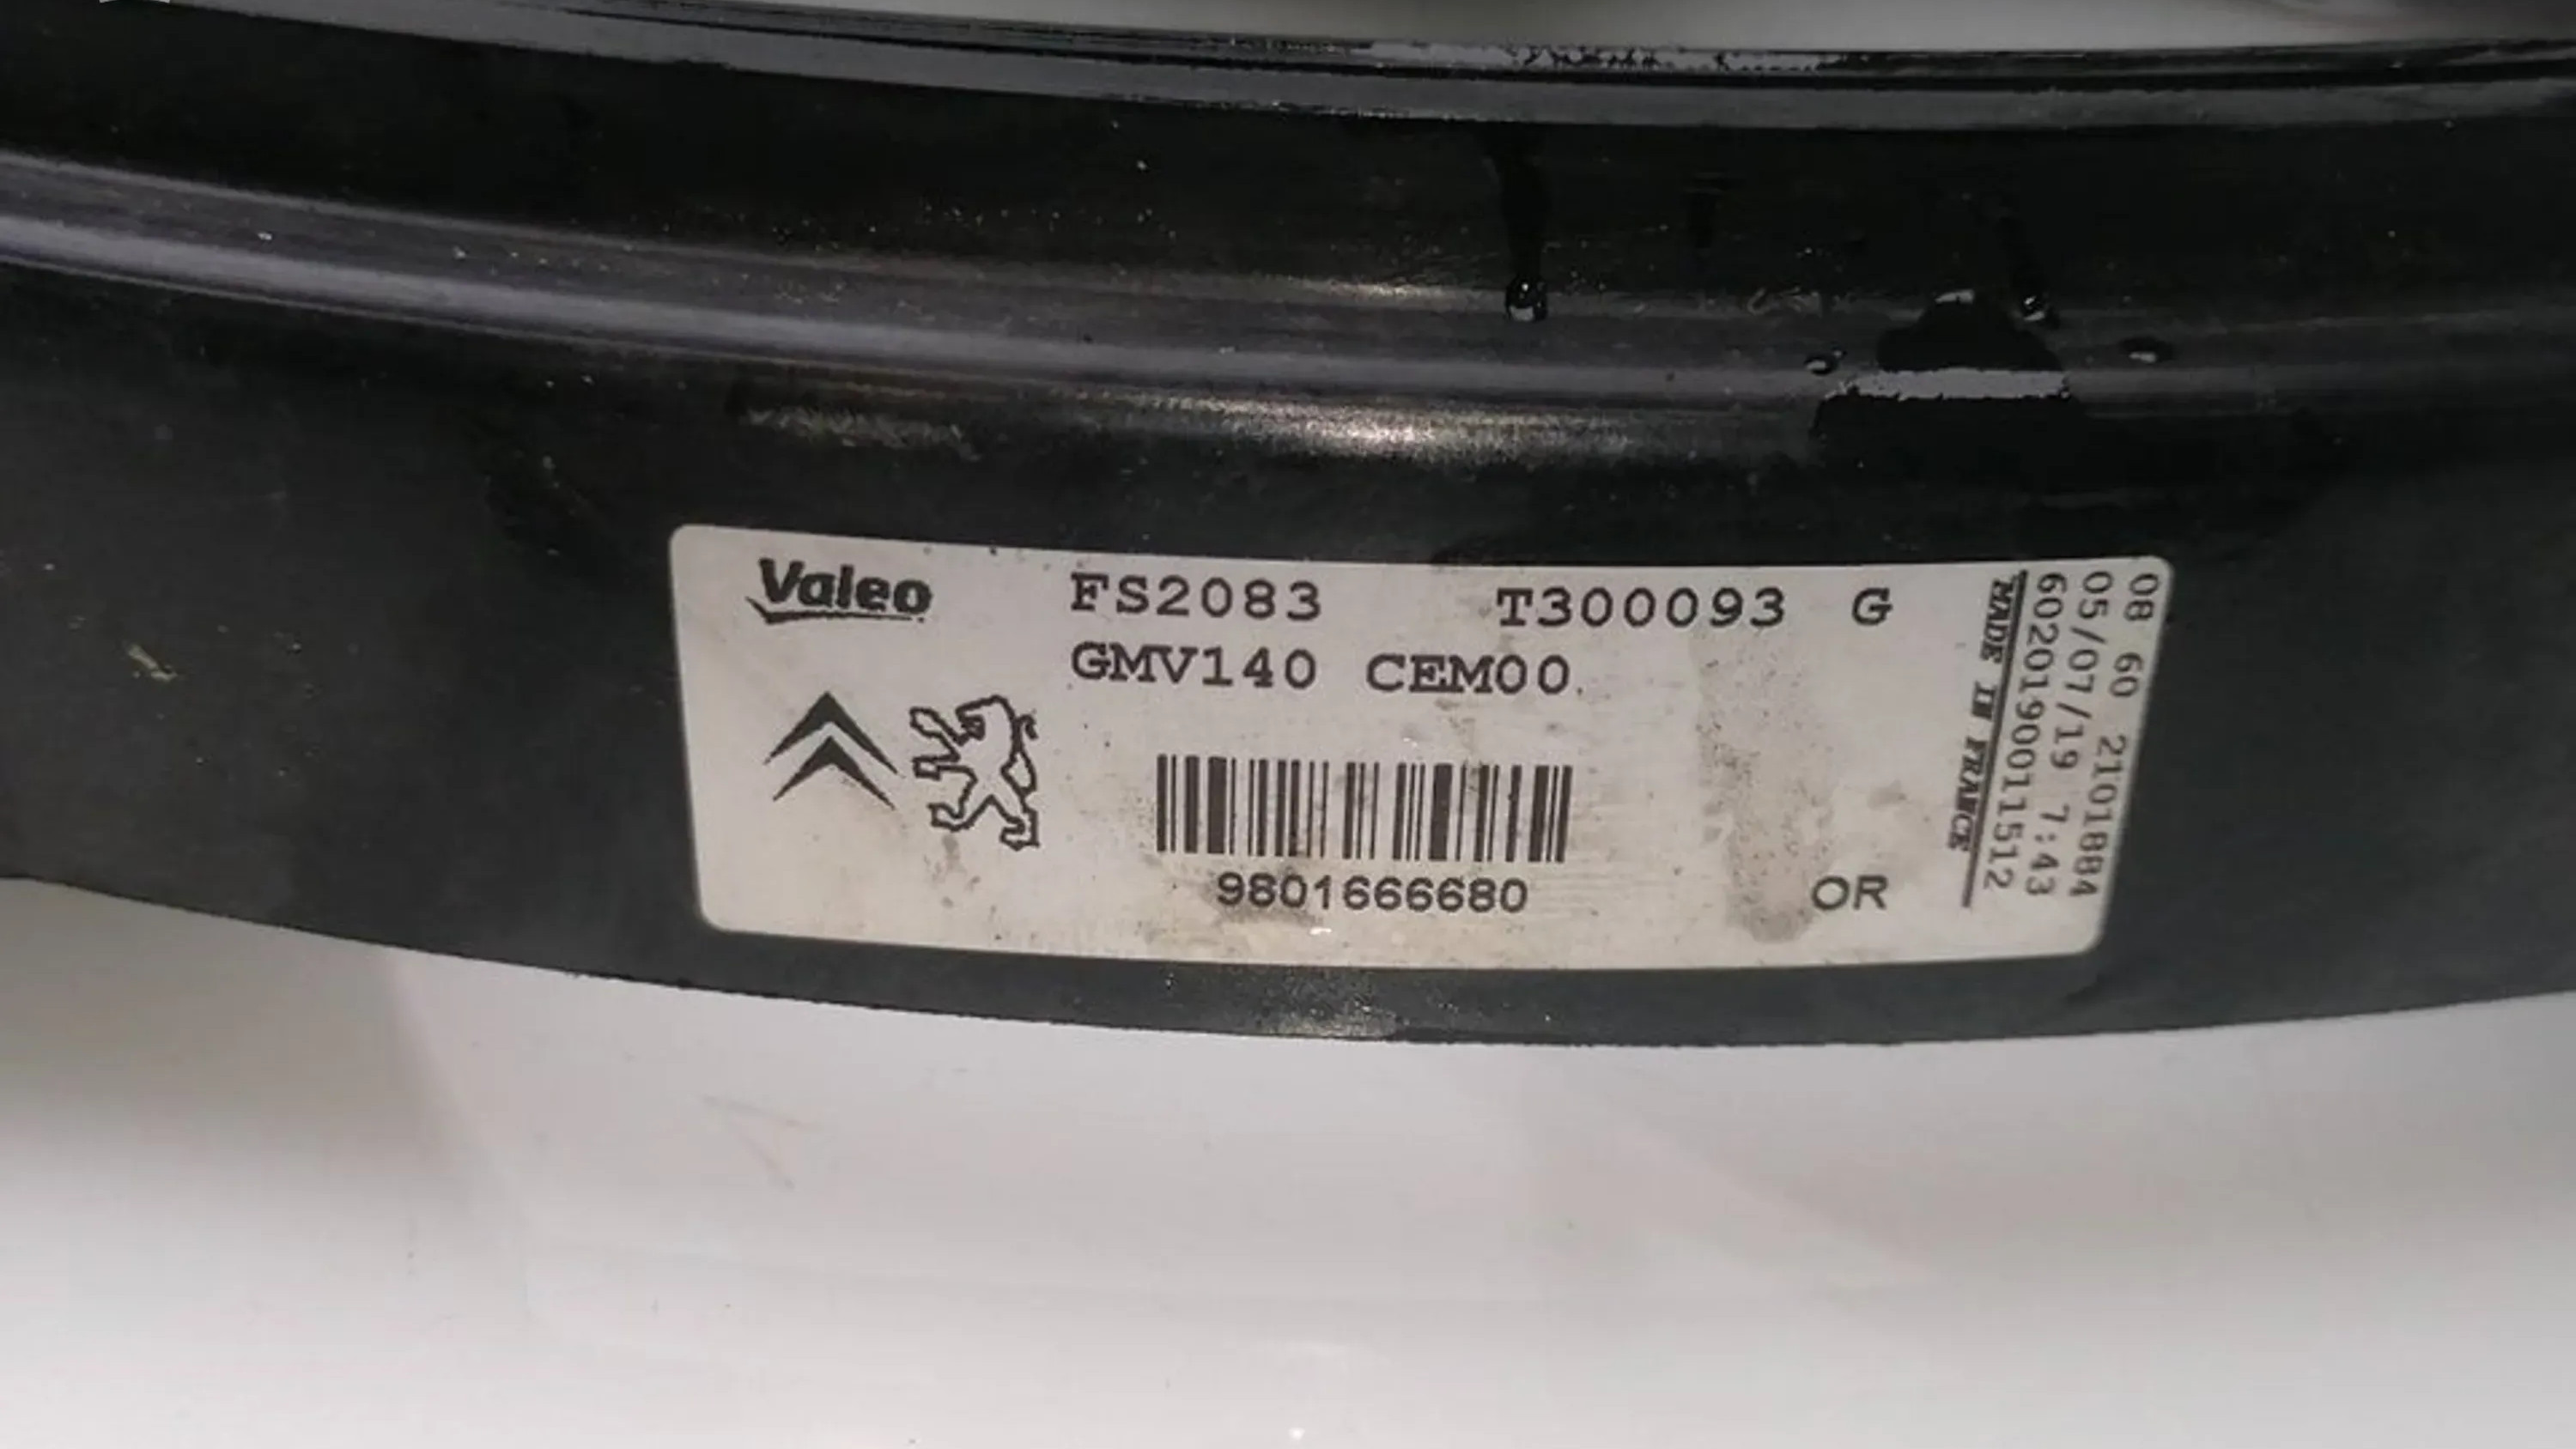 Valeo FS2083 T300093 G
GMV140 CEM00
9801666680
OR
08 60 2101884
05/07/19 7:43
6020190011512
MADE IN FRANCE